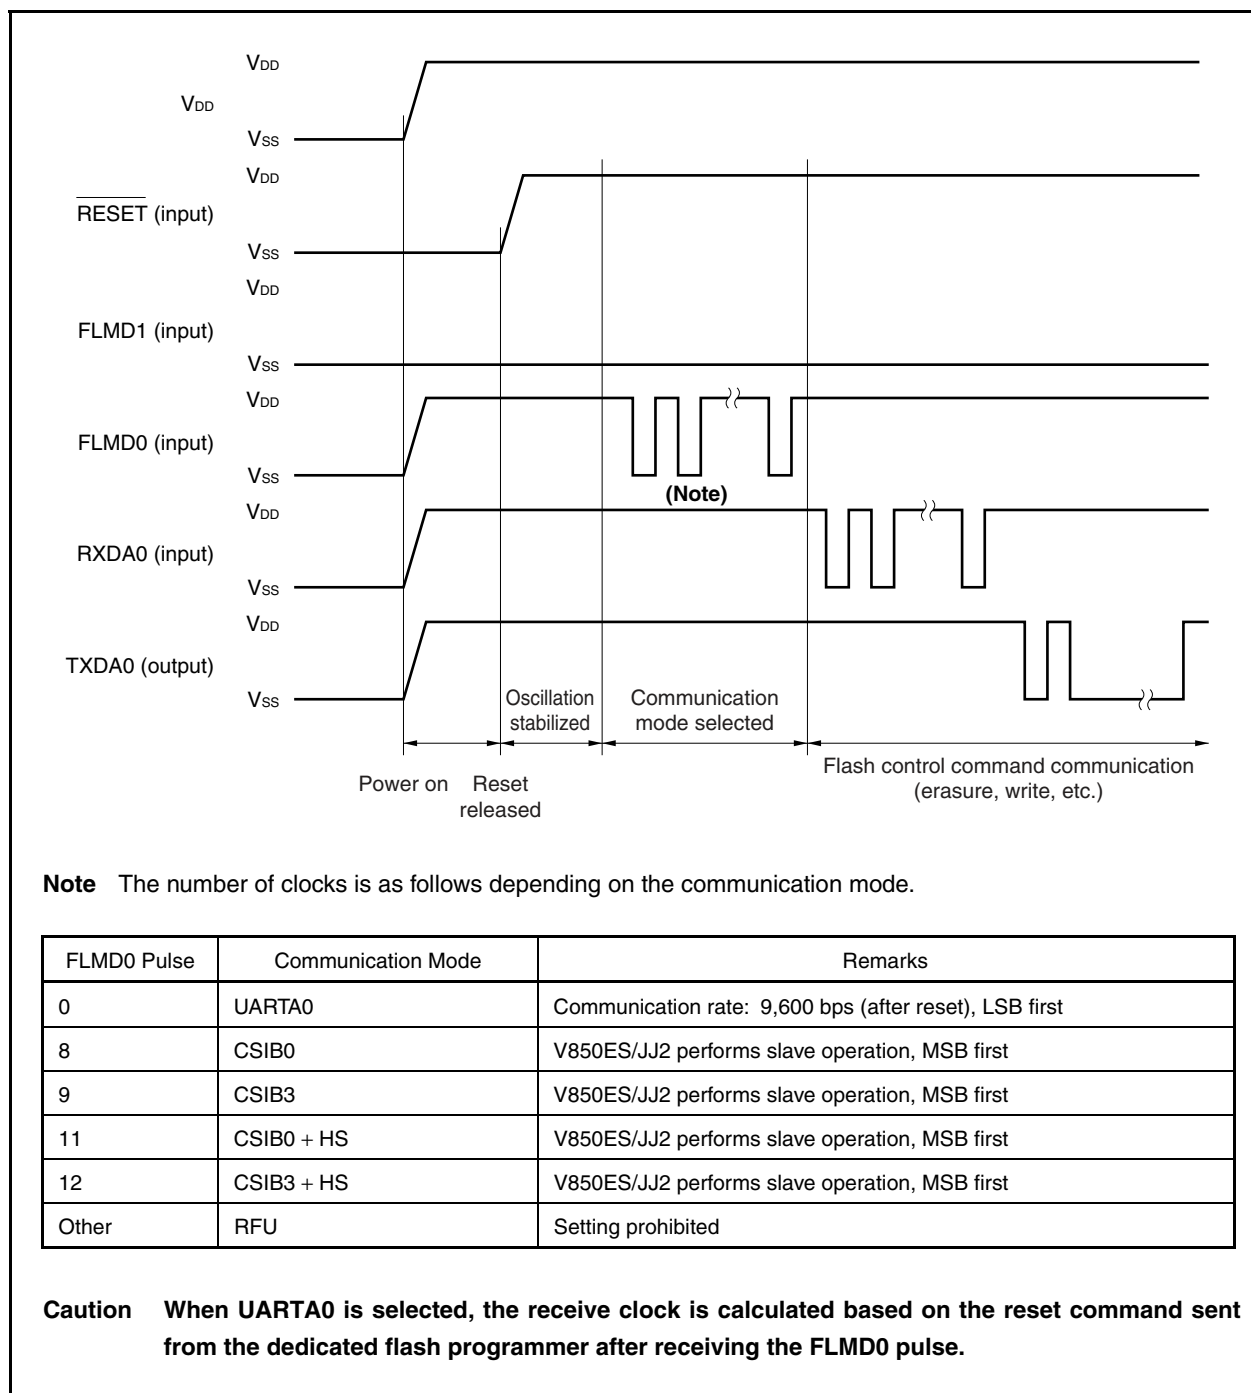 VDD
VDD
VSS
VDD
RESET (input)
VSS
VDD
FLMD1 (input)
VSS
VDD
FLMD0 (input)
VSS
(Note)
VDD
RXDA0 (input)
VSS
VDD
TXDA0 (output)
VSS
Oscillation
stabilized
Communication
mode selected
Power on
Reset
released
Flash control command communication
(erasure, write, etc.)
Note The number of clocks is as follows depending on the communication mode.
FLMD0 Pulse Communication Mode Remarks
0 UARTA0 Communication rate: 9,600 bps (after reset), LSB first
8 CSIB0 V850ES/JJ2 performs slave operation, MSB first
9 CSIB3 V850ES/JJ2 performs slave operation, MSB first
11 CSIB0 + HS V850ES/JJ2 performs slave operation, MSB first
12 CSIB3 + HS V850ES/JJ2 performs slave operation, MSB first
Other RFU Setting prohibited
Caution When UARTA0 is selected, the receive clock is calculated based on the reset command sent
from the dedicated flash programmer after receiving the FLMD0 pulse.